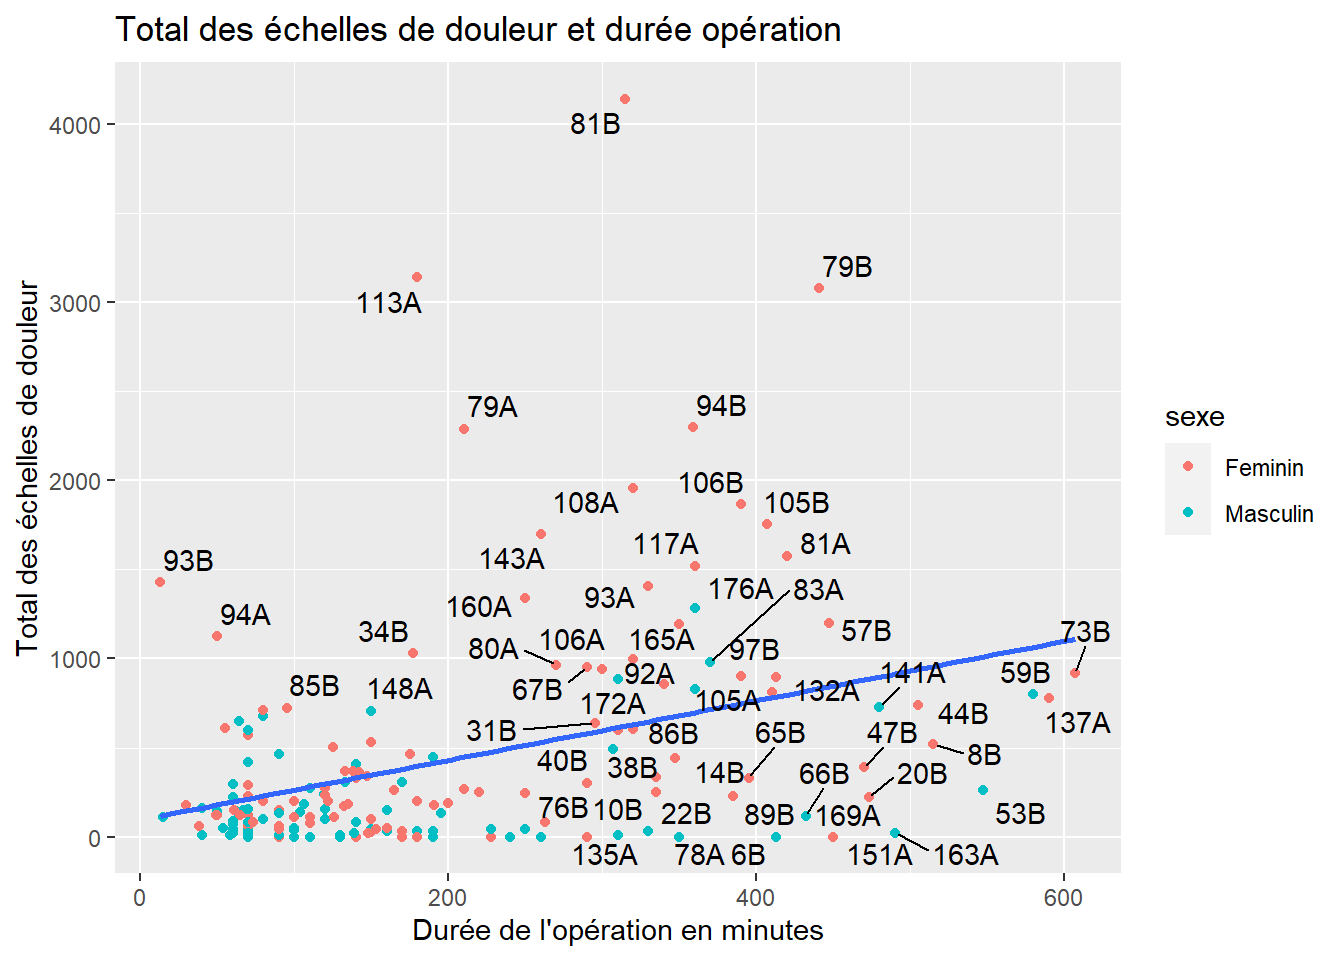 Total des échelles de douleur et durée opération
Total des échelles de douleur
4000
3000
2000
1000
0
81B
79B
113A
79A
94B
106B
108A
105B
143A
117A
81A
93B
160A
93A
176A
83A
94A
34B
106A
165A
97B
57B
73B
80A
67B
92A
85B
148A
172A
105A
132A
141A
59B
31B
86B
65B
47B
44B
137A
40B
38B
14B
66B
20B
8B
76B
10B
22B
89B
169A
53B
135A
78A
6B
151A
163A
0
200
400
600
Durée de l'opération en minutes
sexe
Feminin
Masculin